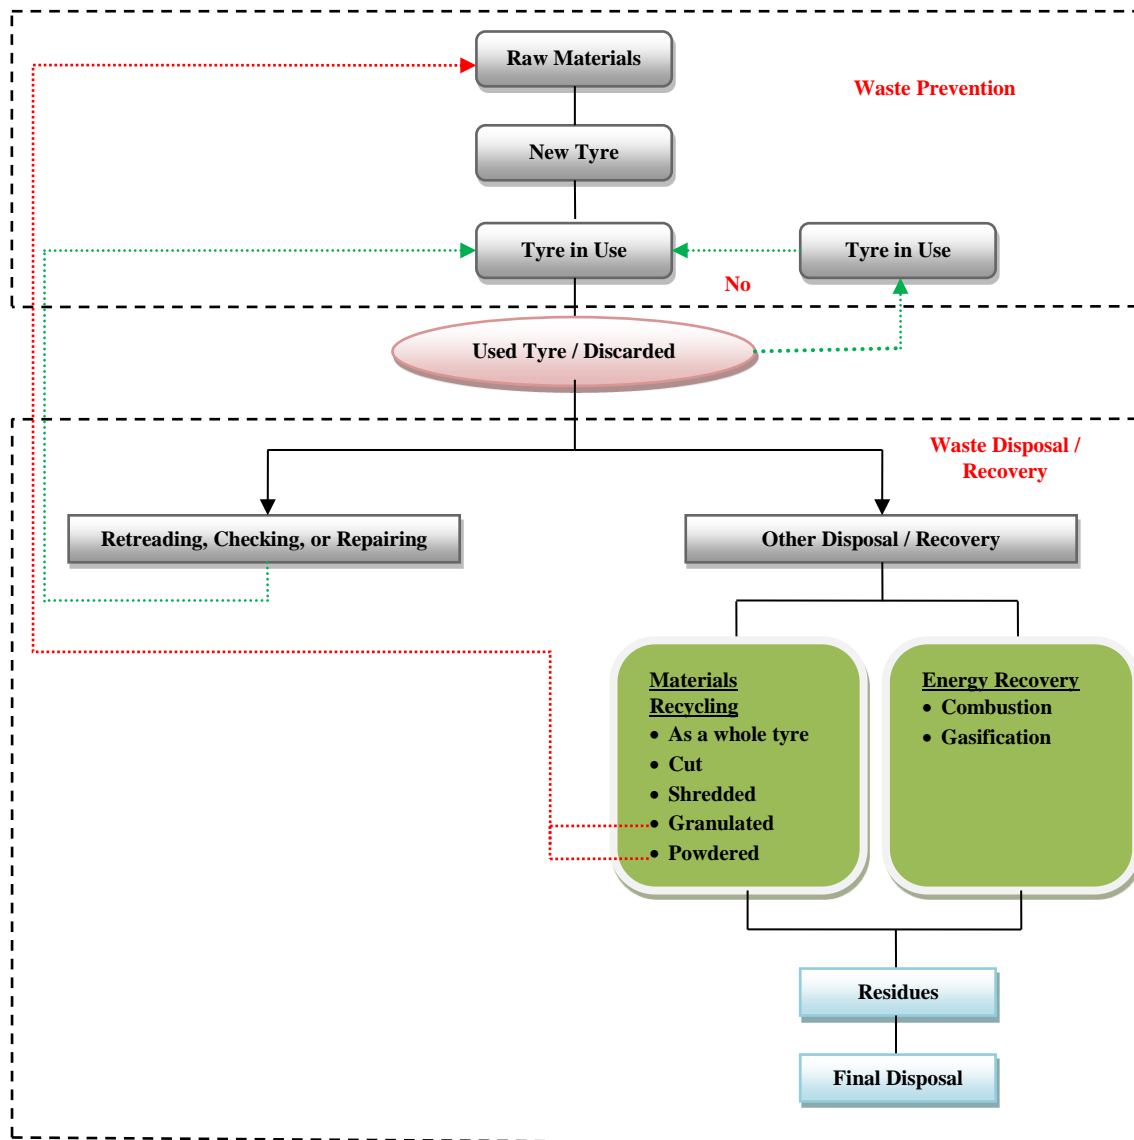 Raw Materials
Waste Prevention
New Tyre
Tyre in Use
Tyre in Use
No
Used Tyre / Discarded
Waste Disposal /
Recovery
Retreading, Checking, or Repairing
Other Disposal / Recovery
Materials
Recycling
• As a whole tyre
• Cut
• Shredded
• Granulated
• Powdered
Energy Recovery
• Combustion
• Gasification
Residues
Final Disposal